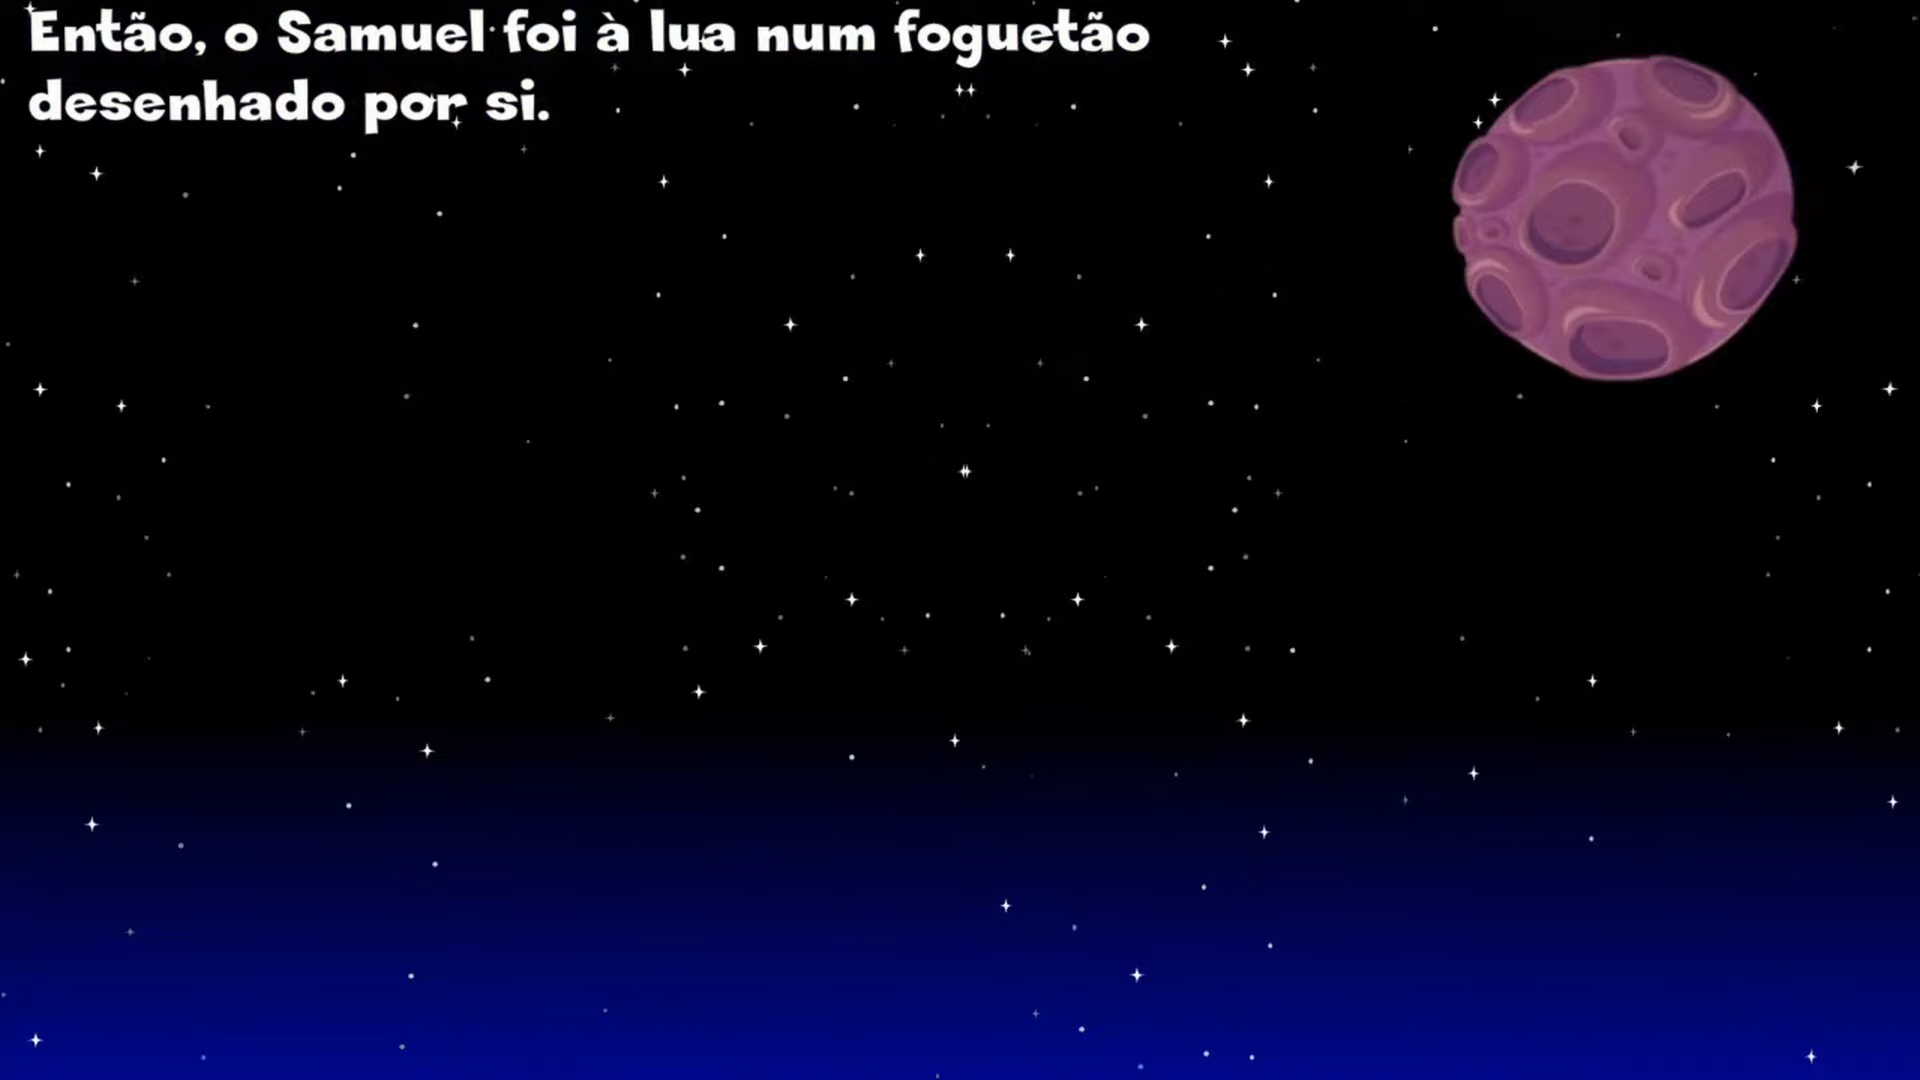 Então, o Samuel foi à lua num foguetão
desenhado por si.